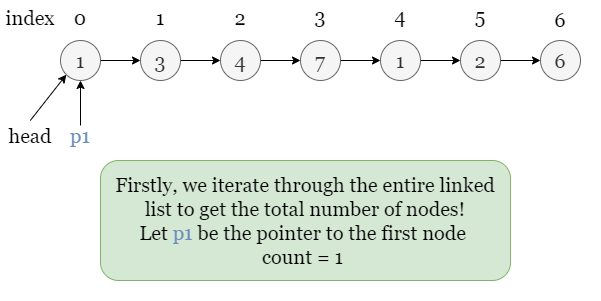 index 0 1 2 3 4 5 6
1 3 4 7 1 2 6
head p1
Firstly, we iterate through the entire linked
list to get the total number of nodes!
Let p1 be the pointer to the first node
count = 1